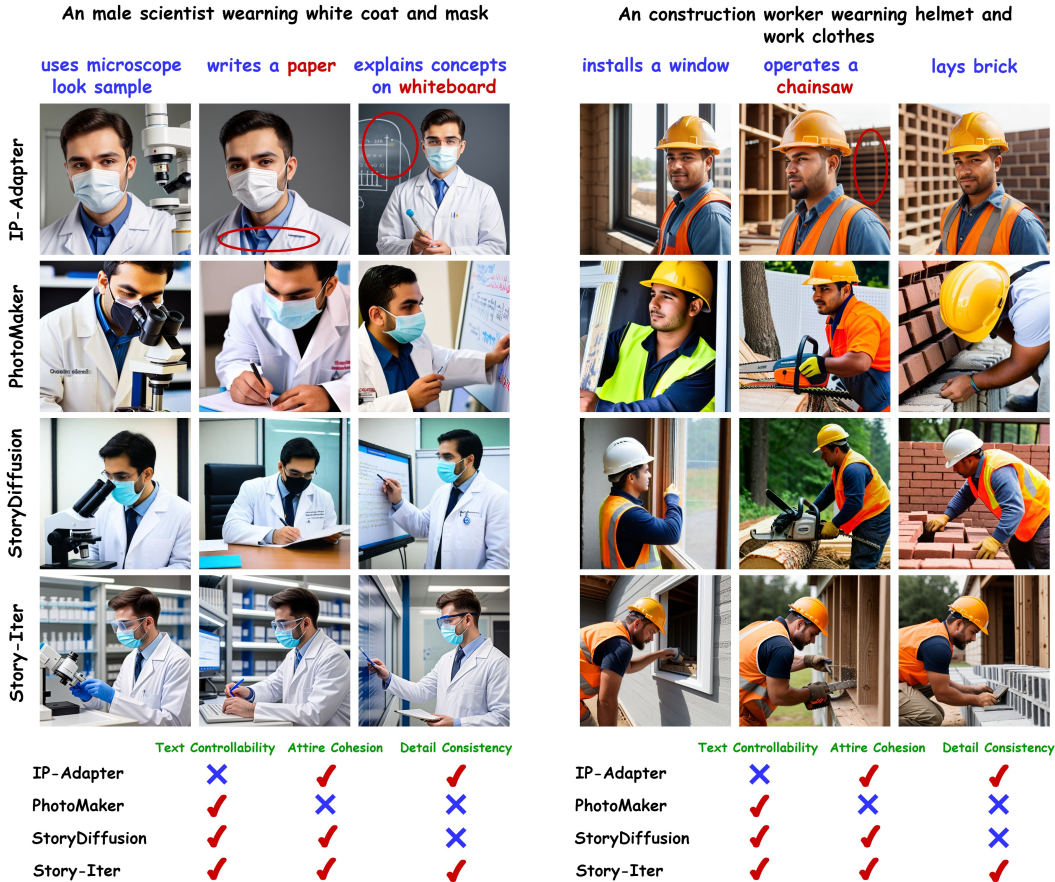 An male scientist wearning white coat and mask
uses microscope
look sample
writes a paper
explains concepts
on whiteboard
IP-Adapter
PhotoMaker
StoryDiffusion
Story-Iter
Text Controllability Attire Cohesion Detail Consistency
IP-Adapter ✗ ✓ ✓
PhotoMaker ✓ ✗ ✗
StoryDiffusion ✓ ✓ ✗
Story-Iter ✓ ✓ ✓
An construction worker wearning helmet and
work clothes
installs a window
operates a
chainsaw
lays brick
Text Controllability Attire Cohesion Detail Consistency
IP-Adapter ✗ ✓ ✓
PhotoMaker ✓ ✗ ✗
StoryDiffusion ✓ ✓ ✗
Story-Iter ✓ ✓ ✓